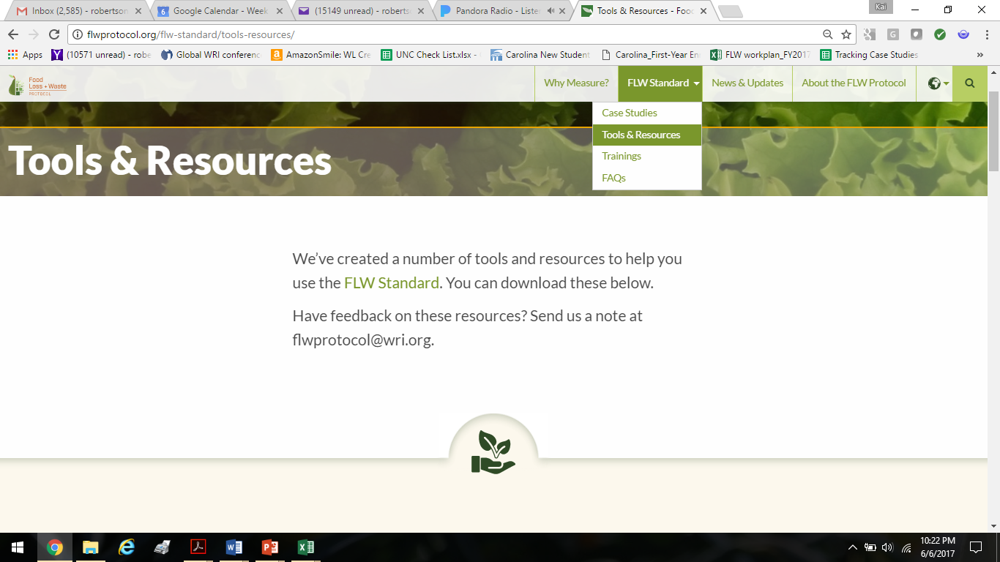 Kai
Inbox (2,585) - robertson
Google Calendar - Week
(15149 unread) - roberts
Pandora Radio - Listen
Tools & Resources - Foo
flwprotocol.org/flw-standard/tools-resources/
Apps
(10571 unread) - robe
Global WRI conferenc
AmazonSmile: WL Cre
UNC Check List.xlsx -
Carolina New Student
Carolina_First-Year En
FLW workplan_FY2017
Tracking Case Studies
Food
Loss + Waste
PROTOCOL
Why Measure?
FLW Standard
News & Updates
About the FLW Protocol
Case Studies
Tools & Resources
Trainings
FAQs
Tools & Resources
We've created a number of tools and resources to help you
use the FLW Standard. You can download these below.
Have feedback on these resources? Send us a note at
flwprotocol@wri.org.
10:22 PM
6/6/2017